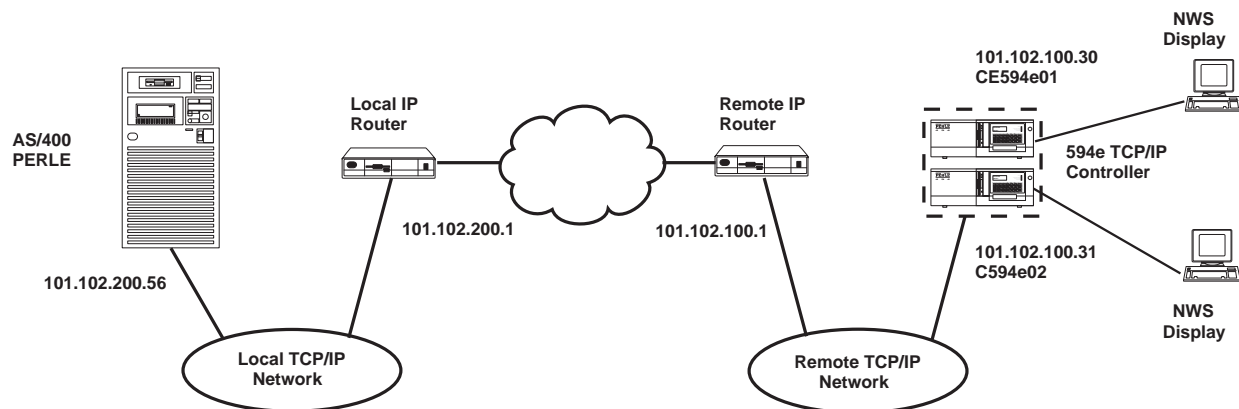 AS/400
PERLE
101.102.200.56
Local IP
Router
101.102.200.1
Local TCP/IP
Network
Remote IP
Router
101.102.100.1
Remote TCP/IP
Network
101.102.100.30
CE594e01
594e TCP/IP
Controller
101.102.100.31
C594e02
NWS
Display
NWS
Display